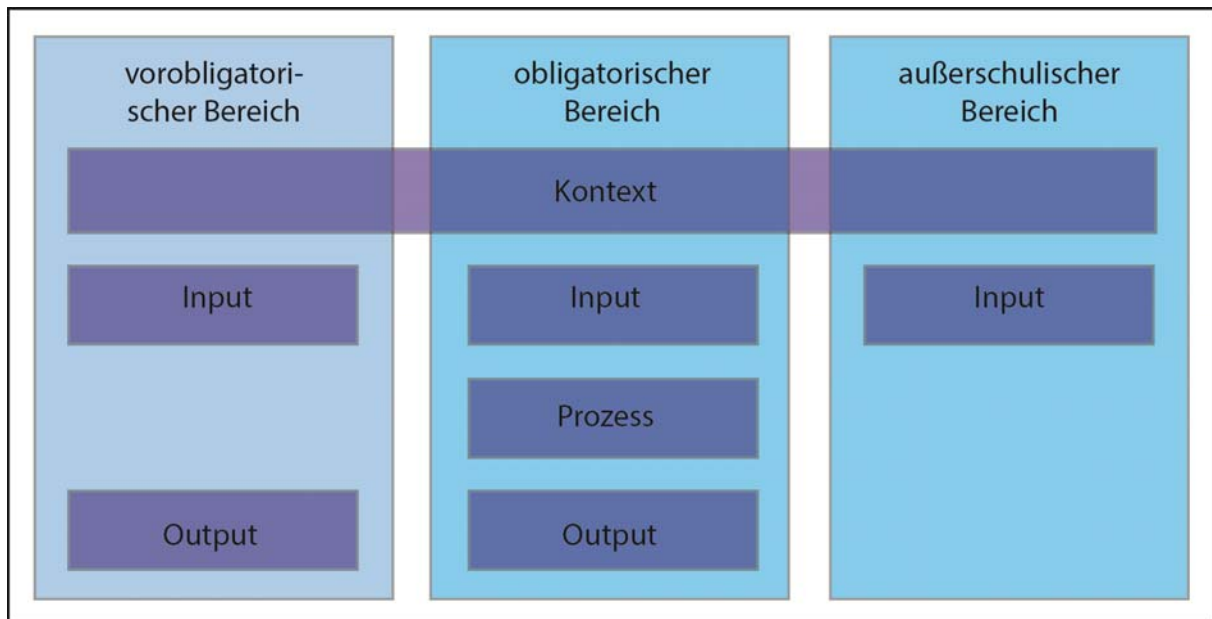 vorobligatori-
scher Bereich
obligatorischer
Bereich
außerschulischer
Bereich
Kontext
Input
Input
Input
Prozess
Output
Output